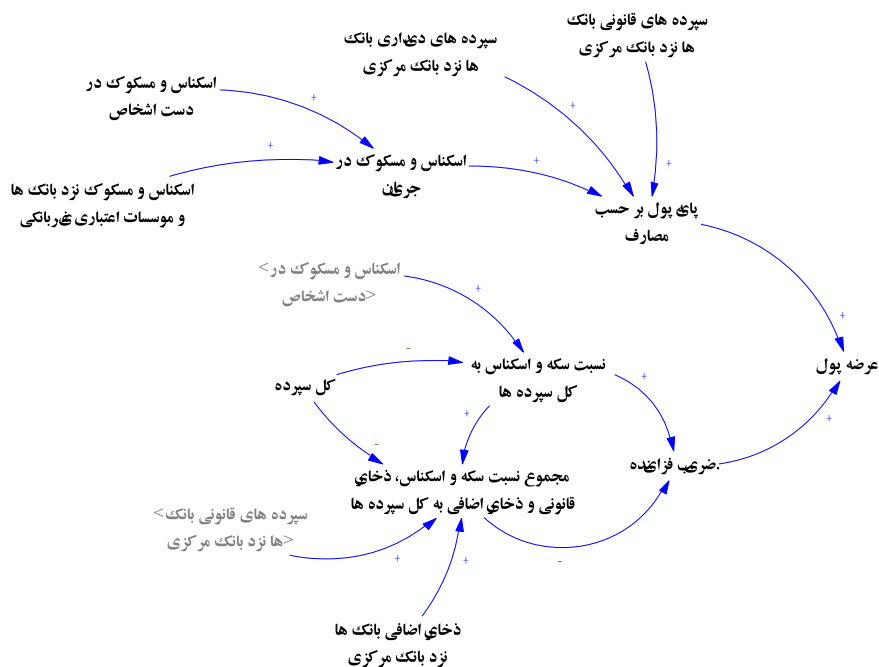 سپرده های قانونی بانک
ها نزد بانک مرکزی
سپرده های دیداری بانک
ها نزد بانک مرکزی
اسکناس و مسکوک در
دست اشخاص
اسکناس و مسکوک در
جریان
اسکناس و مسکوک نزد بانک ها
و موسسات اعتباری غیربانکی
پایه پول بر حسب
مصارف
<اسکناس و مسکوک در
دست اشخاص>
نسبت سکه و اسکناس به
کل سپرده ها
عرضه پول
کل سپرده
ضریب فزاینده.
مجموع نسبت سکه و اسکناس، ذخایر
قانونی و ذخایر اضافی به کل سپرده ها
<سپرده های قانونی بانک
ها نزد بانک مرکزی>
ذخایر اضافی بانک ها
نزد بانک مرکزی